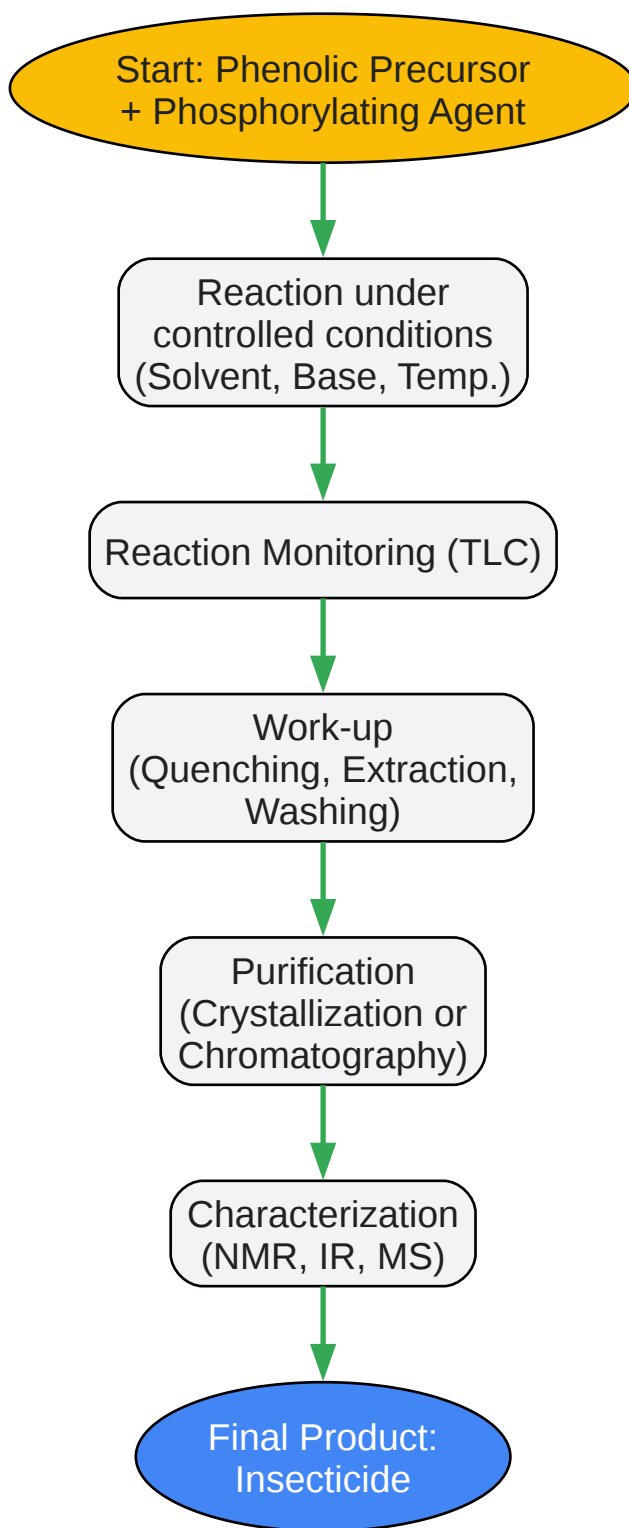 Start: Phenolic Precursor
+ Phosphorylating Agent
Reaction under
controlled conditions
(Solvent, Base, Temp.)
Reaction Monitoring (TLC)
Work-up
(Quenching, Extraction,
Washing)
Purification
(Crystallization or
Chromatography)
Characterization
(NMR, IR, MS)
Final Product:
Insecticide